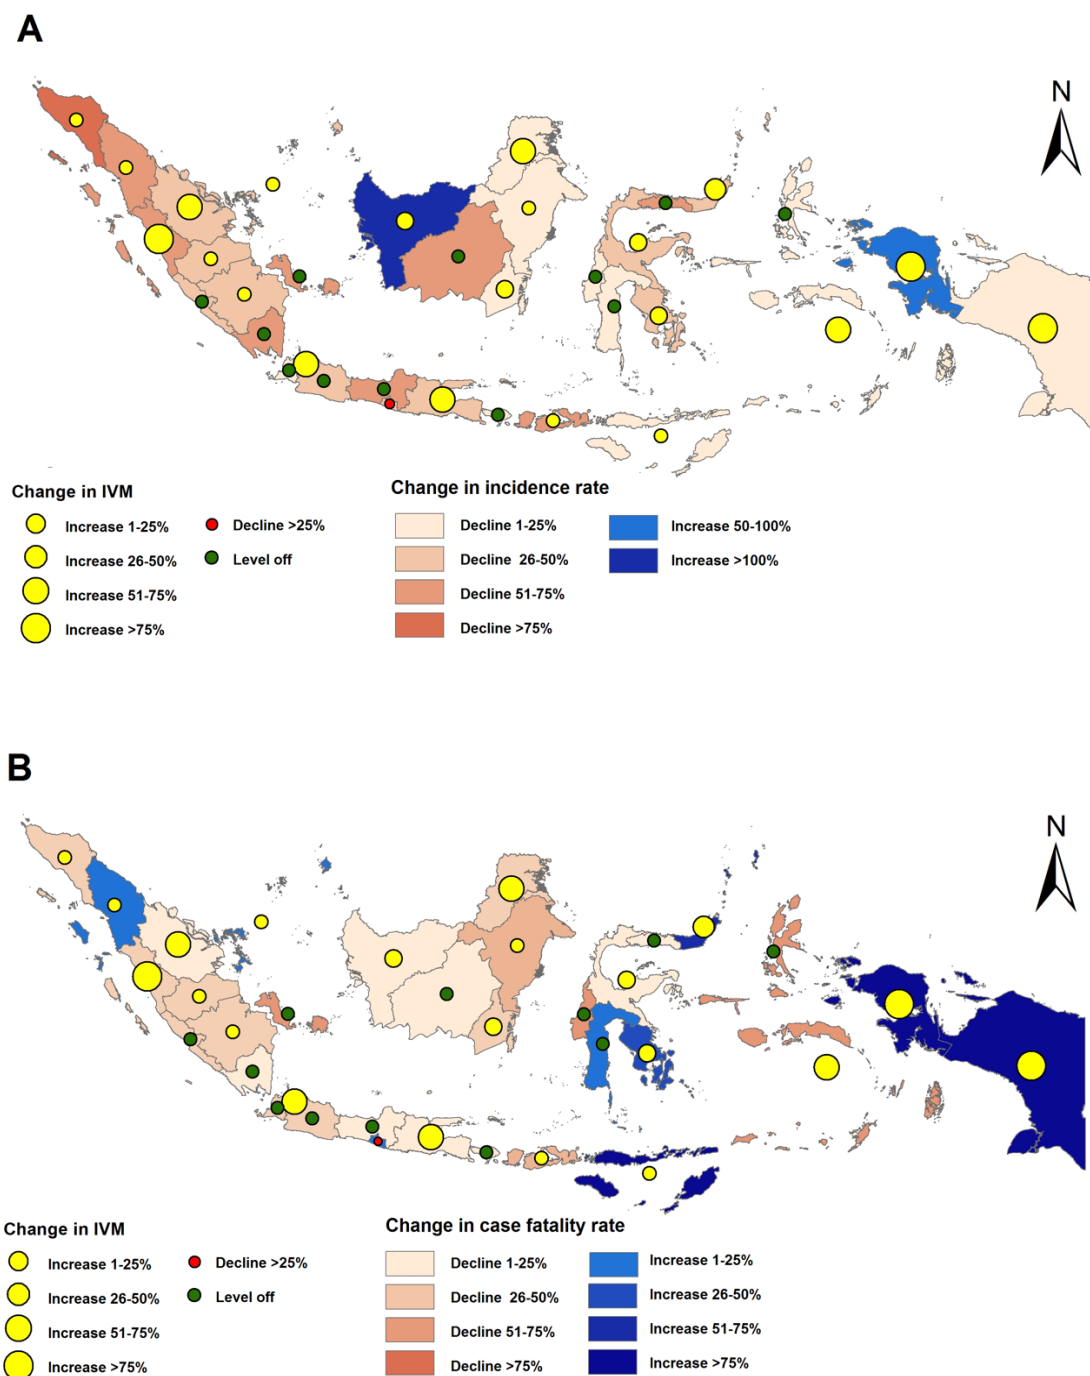 A
N
Change in IVM
Increase 1-25%
Increase 26-50%
Increase 51-75%
Increase >75%
Decline >25%
Level off
Change in incidence rate
Decline 1-25%
Decline 26-50%
Decline 51-75%
Decline >75%
Increase 50-100%
Increase >100%
B
N
Change in IVM
Increase 1-25%
Increase 26-50%
Increase 51-75%
Increase >75%
Decline >25%
Level off
Change in case fatality rate
Decline 1-25%
Decline 26-50%
Decline 51-75%
Decline >75%
Increase 1-25%
Increase 26-50%
Increase 51-75%
Increase >75%